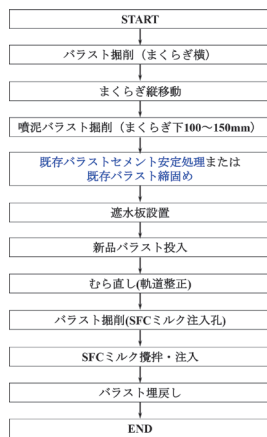 START
バラスト掘削（まくらぎ横）
まくらぎ縦移動
噴泥バラスト掘削（まくらぎ下100～150mm）
既存バラストセメント安定処理または
既存バラスト締固め
遮水板設置
新品バラスト投入
むら直し(軌道整正)
バラスト掘削(SFCミルク注入孔)
SFCミルク攪拌・注入
バラスト埋戻し
END